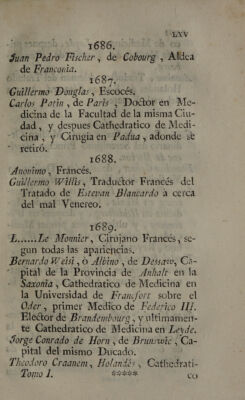 LXV
1686.
Juan Pedro Fischer, de Cobourg, Aldea
de Franconia.
1687.
Guillermo Douglas, Escocés.
Carlos Patin, de Paris, Doctor en Me-
dicina de la Facultad de la misma Ciu-
dad, y despues Cathedratico de Medi-
cina, y Cirugia en Padua, adonde se
retiró.
1688.
Anonimo, Francés.
Guillermo Willis, Traductor Francés del
Tratado de Estevan Blancardo à cerca
del mal Venereo.
1689.
L......Le Monnier, Cirujano Francés, se-
gun todas las apariencias.
Bernardo Weisi, ò Albino, de Dessaw, Ca-
pital de la Provincia de Anhalt en la
Saxonia, Cathedratico de Medicina en
la Universidad de Francfort sobre el
Oder, primer Medico de Federico III.
Elector de Brandembourg, y ultimamen-
te Cathedratico de Medicina en Leyde.
Jorge Conrado de Horn, de Brunswic, Ca-
pital del mismo Ducado.
Theodoro Craanem, Holandés, Cathedrati-
Tomo I. ***** co